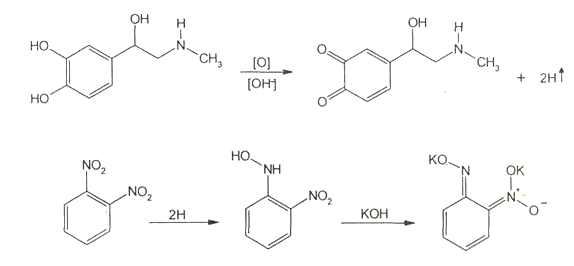 OH
H
HO
N
CH3
HO
[O]
[OH-]
OH
H
O
N
CH3
O
+ 2H↑
NO2
NO2
2H
HO
NH
NO2
KOH
KO
N
OK
N+
O-